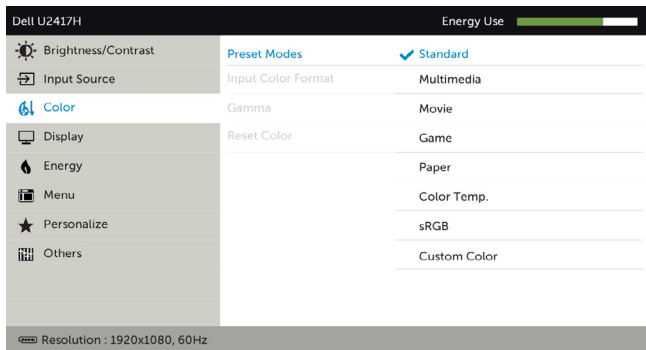 Dell U2417H
Energy Use
Brightness/Contrast
Input Source
Color
Display
Energy
Menu
Personalize
Others
Preset Modes
Input Color Format
Gamma
Reset Color
Standard
Multimedia
Movie
Game
Paper
Color Temp.
sRGB
Custom Color
Resolution : 1920x1080, 60Hz